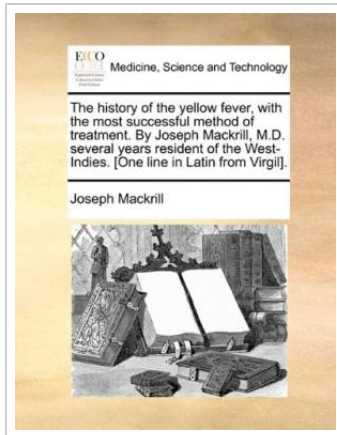 ECCO
Medicine, Science and Technology
The history of the yellow fever, with
the most successful method of
treatment. By Joseph Mackrill, M.D.
several years resident of the West-
Indies. [One line in Latin from Virgil].
Joseph Mackrill